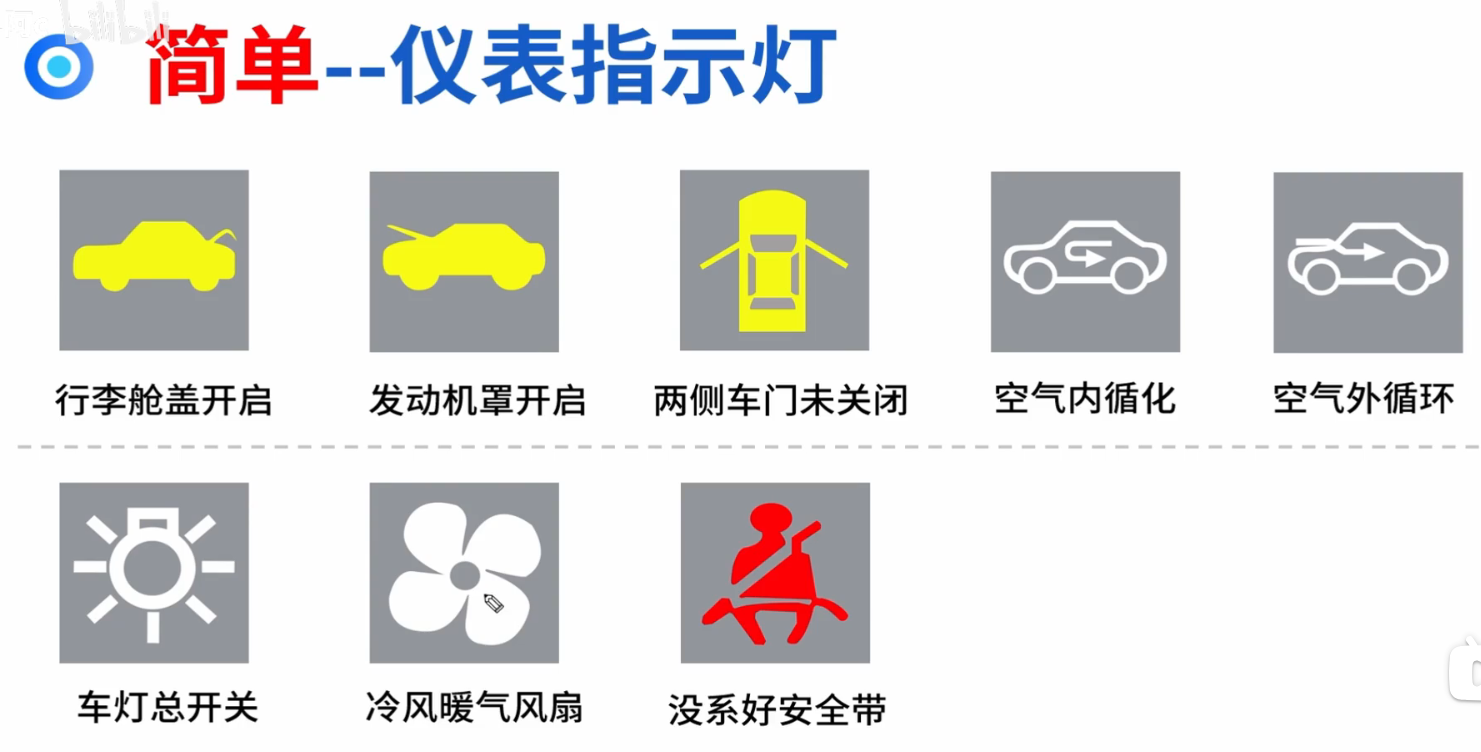 bilibili
简单--仪表指示灯
行李舱盖开启 发动机罩开启 两侧车门未关闭 空气内循化 空气外循环
车灯总开关 冷风暖气风扇 没系好安全带